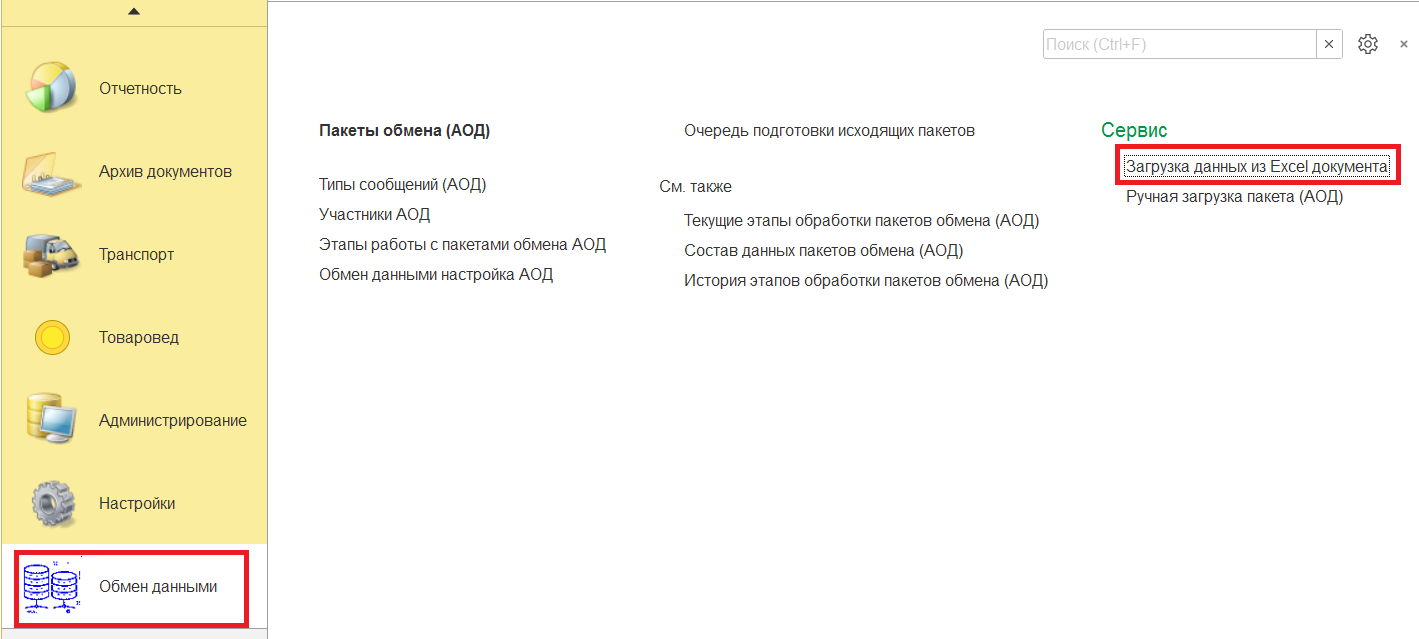 Отчетность
Архив документов
Транспорт
Товаровед
Администрирование
Настройки
Обмен данными
Поиск (Ctrl+F)
Пакеты обмена (АОД)
Типы сообщений (АОД)
Участники АОД
Этапы работы с пакетами обмена АОД
Обмен данными настройка АОД
Очередь подготовки исходящих пакетов
См. также
Текущие этапы обработки пакетов обмена (АОД)
Состав данных пакетов обмена (АОД)
История этапов обработки пакетов обмена (АОД)
Сервис
Загрузка данных из Excel документа
Ручная загрузка пакета (АОД)